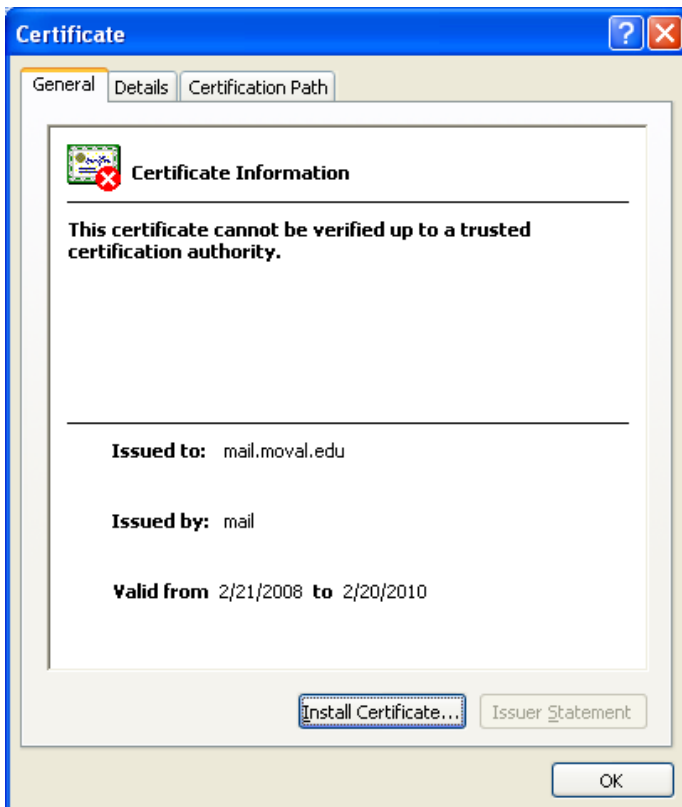 Certificate
General Details Certification Path
Certificate Information
This certificate cannot be verified up to a trusted
certification authority.
Issued to: mail.moval.edu
Issued by: mail
Valid from 2/21/2008 to 2/20/2010
Install Certificate... Issuer Statement
OK